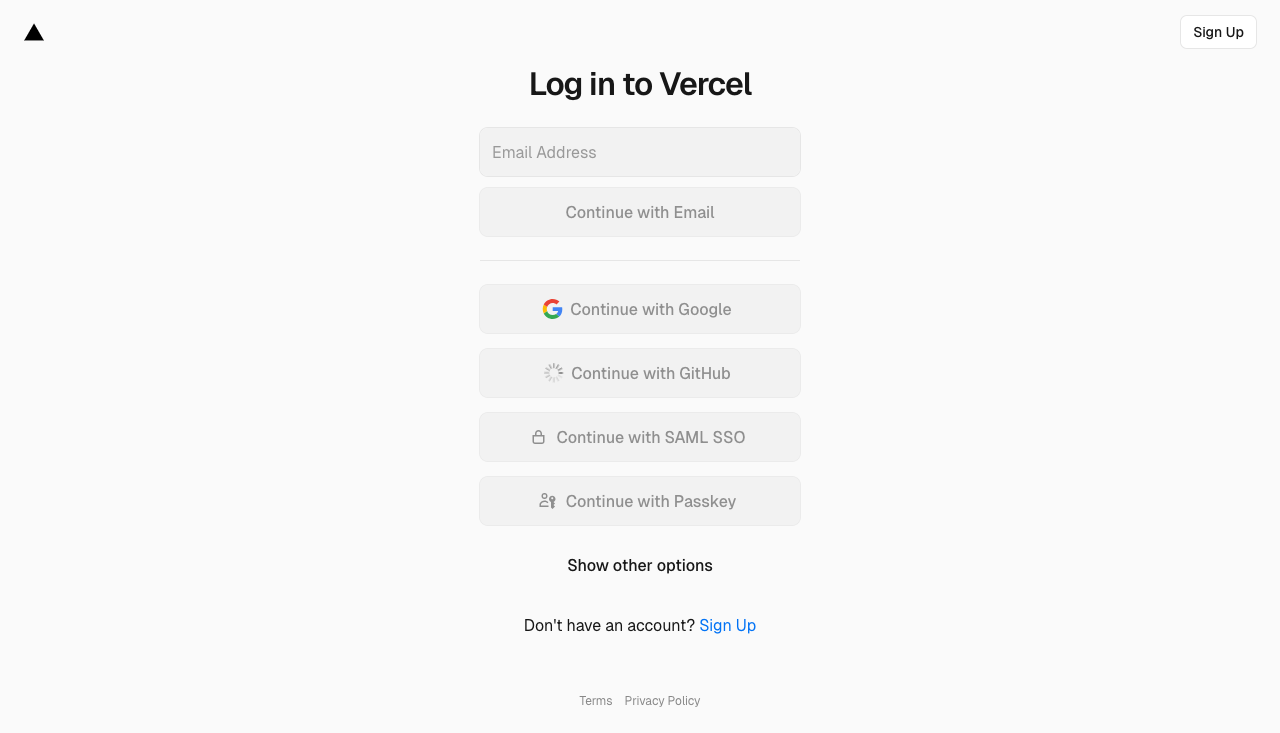 Sign Up
Log in to Vercel
Email Address
Continue with Email
Continue with Google
Continue with GitHub
Continue with SAML SSO
Continue with Passkey
Show other options
Don't have an account? Sign Up
Terms Privacy Policy